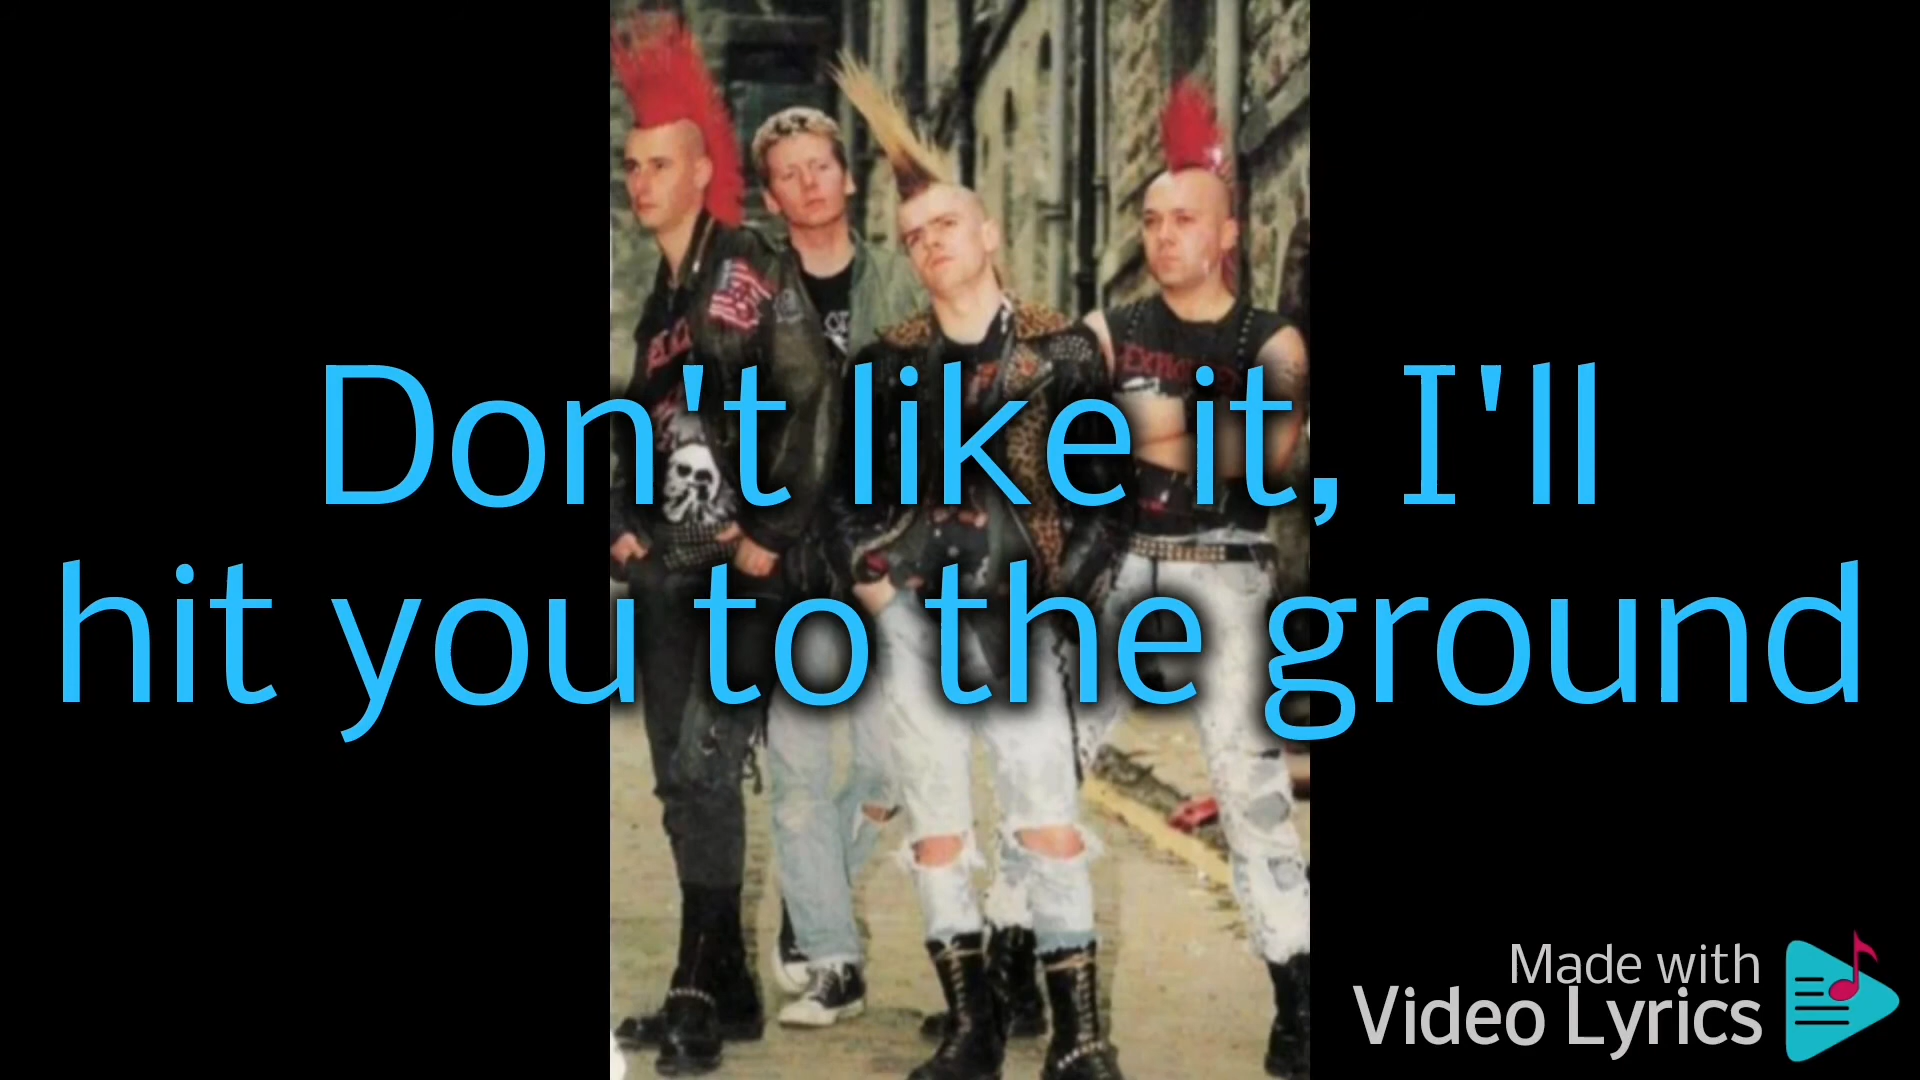 Don't like it, I'll
hit you to the ground
Made with
Video Lyrics